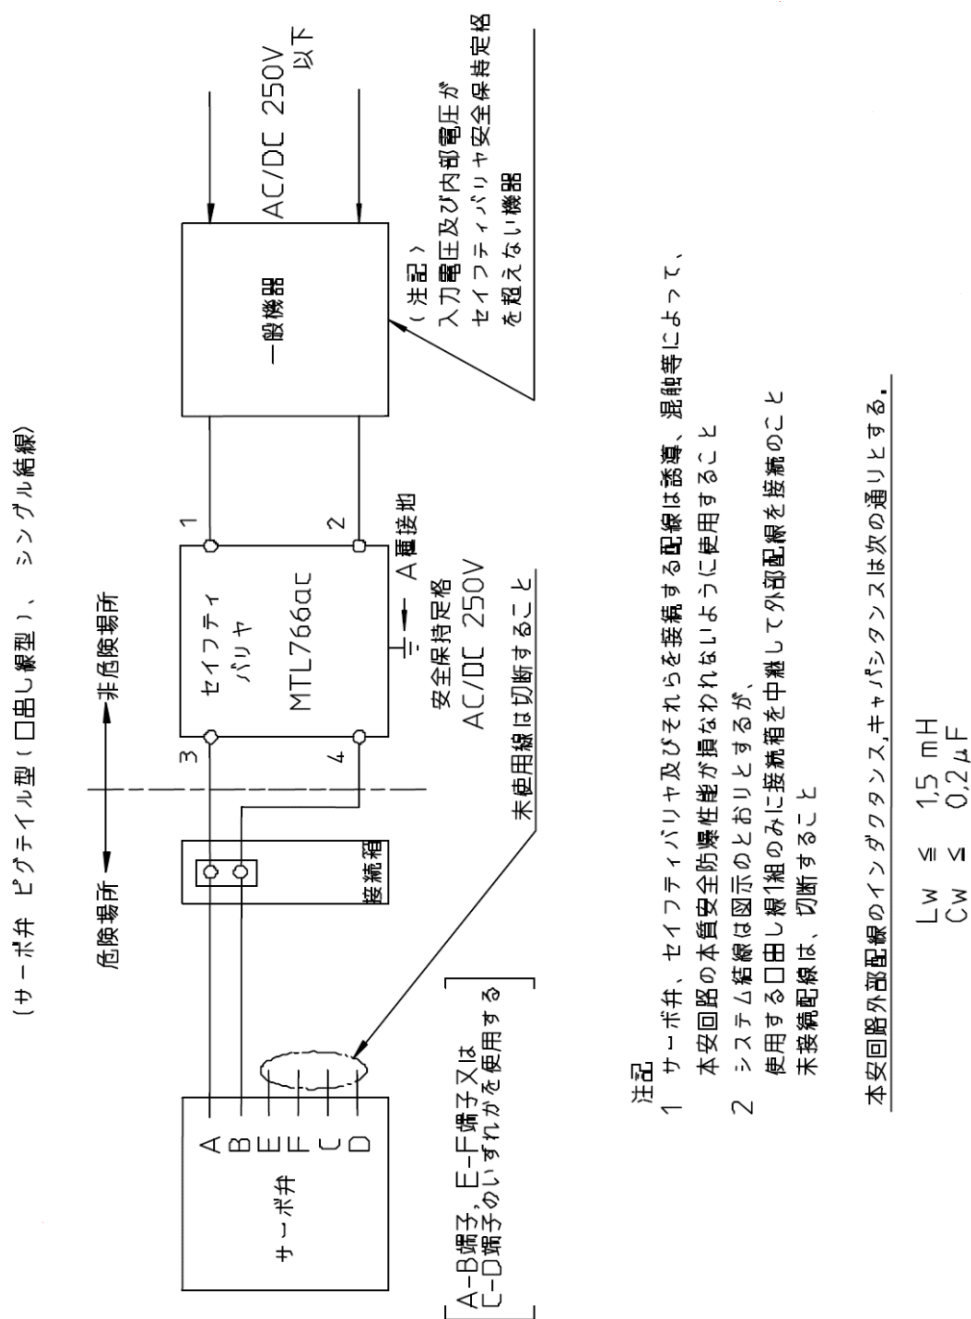 (サーボ弁 ピグテイル型(口出し線型)、 シングル結線)
危険場所
非危険場所
サーボ弁
A
B
E
F
C
D
接続箱
3
4
セイフティ
バリヤ
MTL766ac
1
2
A種接地
安全保持定格
AC/DC 250V
一般機器
AC/DC 250V
以下
(注記)
入力電圧及び内部電圧が
セイフティバリヤ安全保持定格
を超えない機器
未使用線は切断すること
A-B端子, E-F端子又は
C-D端子のいずれかを使用する
注記
1 サーボ弁、セイフティバリヤ及びそれらを接続する配線は誘導、混触等によって、
本安回路の本質安全防爆性能が損なわれないように使用すること
2 システム結線は図示のとおりとするが、
使用する口出し線1組のみに接続箱を中継して外部配線を接続のこと
未接続配線は、切断すること
本安回路外部配線のインダクタンス,キャパシタンスは次の通りとする.
Lw ≦ 1,5 mH
Cw ≦ 0,2μF